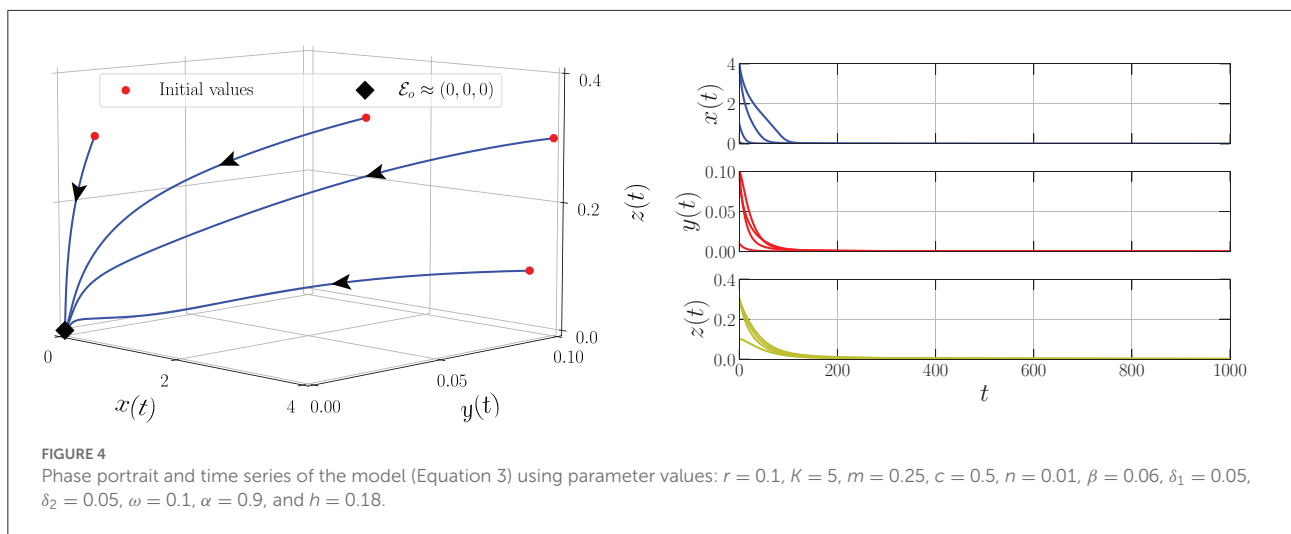 Initial values
ℰₒ ≈ (0, 0, 0)
0.4
0.2
0.0
z(t)
0
2
4
x(t)
0.00
0.05
0.10
y(t)
4
2
0
x(t)
0.10
0.05
0.00
y(t)
0.4
0.2
0.0
z(t)
0
200
400
600
800
1000
t
FIGURE 4
Phase portrait and time series of the model (Equation 3) using parameter values: r = 0.1, K = 5, m = 0.25, c = 0.5, n = 0.01, β = 0.06, δ₁ = 0.05,
δ₂ = 0.05, ω = 0.1, α = 0.9, and h = 0.18.